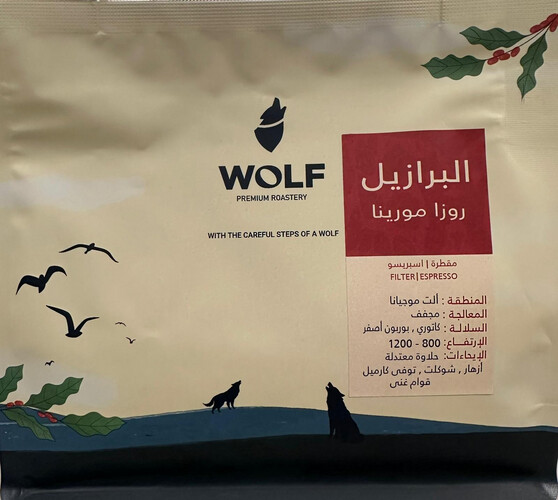 WOLF
PREMIUM ROASTERY
WITH THE CAREFUL STEPS OF A WOLF
البرازيل
روزا مورينا
مقطرة | اسبريسو
FILTER|ESPRESSO
المنطقة : ألت موجيانا
المعالجة : مجفف
السلالة : كاتوري , بوربون أصفر
الإرتفاع: 800 - 1200
الإيحاءات: حلاوة معتدلة
أزهار , شوكلت , توفي كارميل
قوام غني